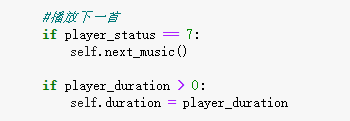 #播放下一首
if player_status == 7:
self.next_music()
if player_duration > 0:
self.duration = player_duration